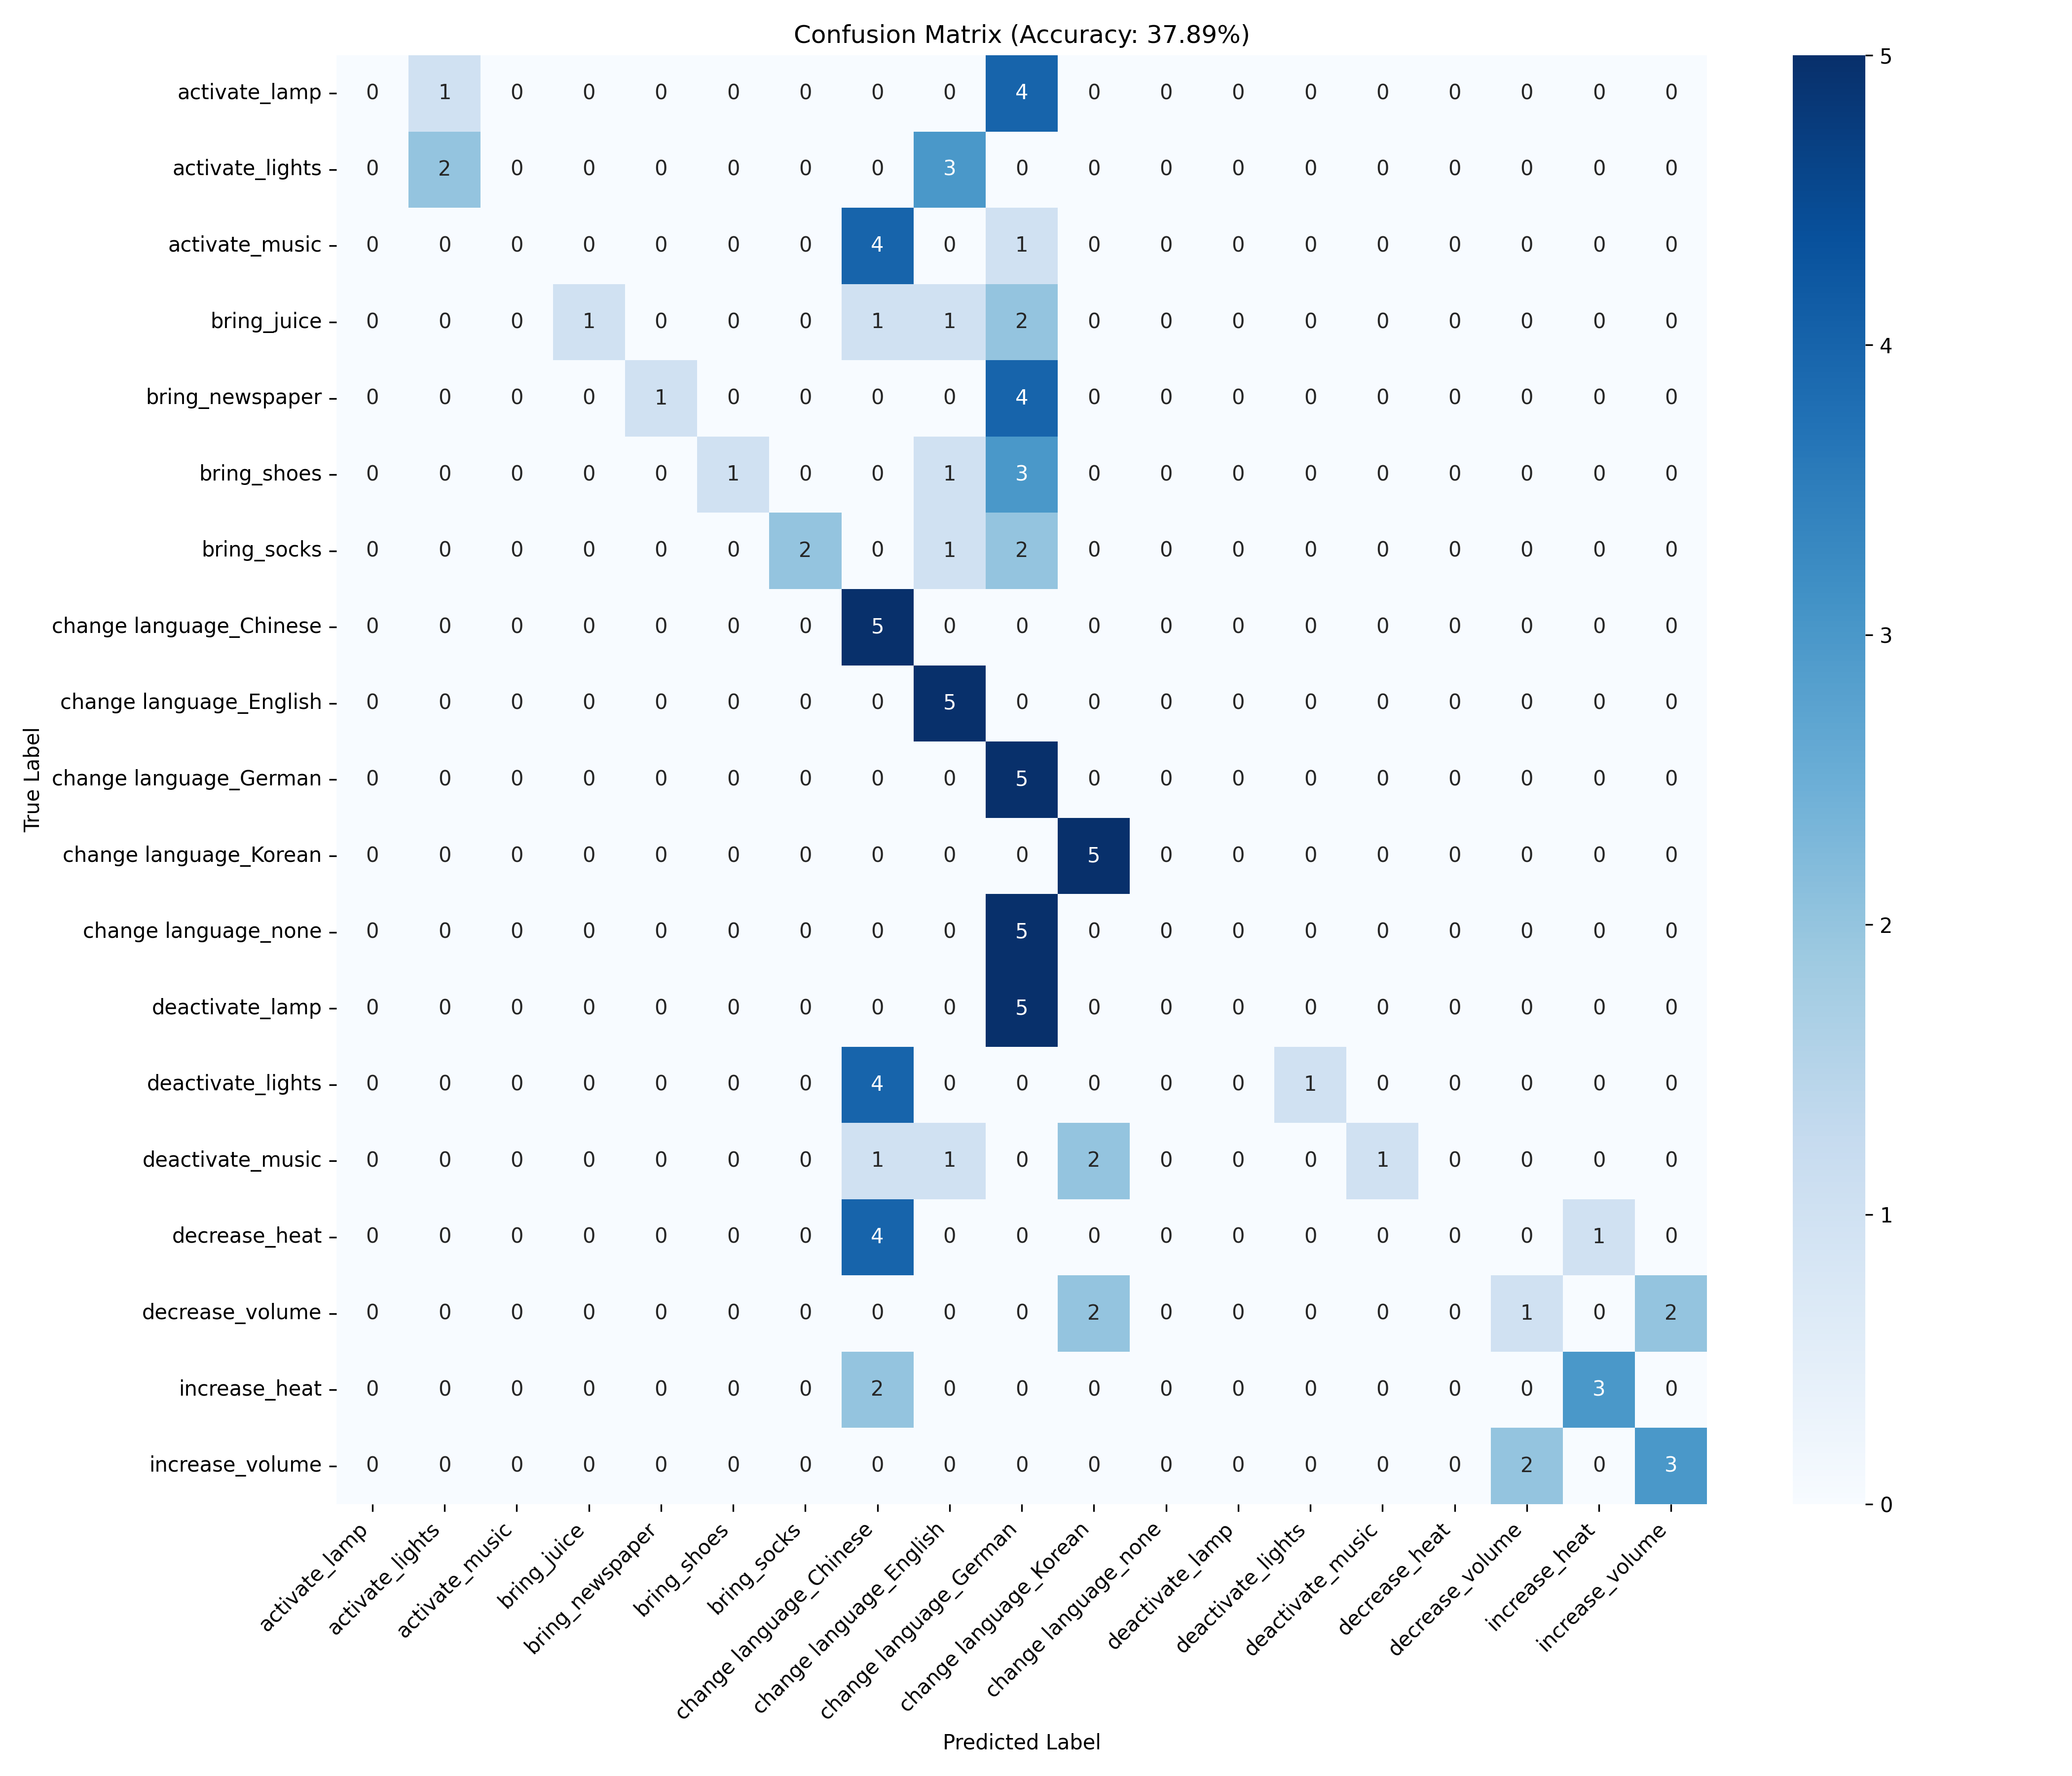 Confusion Matrix (Accuracy: 37.89%)
activate_lamp 0 1 0 0 0 0 0 0 0 4 0 0 0 0 0 0 0 0 0
activate_lights 0 2 0 0 0 0 0 0 3 0 0 0 0 0 0 0 0 0 0
activate_music 0 0 0 0 0 0 0 4 0 1 0 0 0 0 0 0 0 0 0
bring_juice 0 0 0 1 0 0 0 1 1 2 0 0 0 0 0 0 0 0 0
bring_newspaper 0 0 0 0 1 0 0 0 0 4 0 0 0 0 0 0 0 0 0
bring_shoes 0 0 0 0 0 1 0 0 1 3 0 0 0 0 0 0 0 0 0
bring_socks 0 0 0 0 0 0 2 0 1 2 0 0 0 0 0 0 0 0 0
change language_Chinese 0 0 0 0 0 0 0 5 0 0 0 0 0 0 0 0 0 0 0
change language_English 0 0 0 0 0 0 0 0 5 0 0 0 0 0 0 0 0 0 0
change language_German 0 0 0 0 0 0 0 0 0 5 0 0 0 0 0 0 0 0 0
change language_Korean 0 0 0 0 0 0 0 0 0 0 5 0 0 0 0 0 0 0 0
change language_none 0 0 0 0 0 0 0 0 0 5 0 0 0 0 0 0 0 0 0
deactivate_lamp 0 0 0 0 0 0 0 0 0 5 0 0 0 0 0 0 0 0 0
deactivate_lights 0 0 0 0 0 0 0 4 0 0 0 0 0 1 0 0 0 0 0
deactivate_music 0 0 0 0 0 0 0 1 1 0 2 0 0 0 1 0 0 0 0
decrease_heat 0 0 0 0 0 0 0 4 0 0 0 0 0 0 0 0 0 1 0
decrease_volume 0 0 0 0 0 0 0 0 0 0 2 0 0 0 0 0 1 0 2
increase_heat 0 0 0 0 0 0 0 2 0 0 0 0 0 0 0 0 0 3 0
increase_volume 0 0 0 0 0 0 0 0 0 0 0 0 0 0 0 0 2 0 3
True Label
activate_lamp
activate_lights
activate_music
bring_juice
bring_newspaper
bring_shoes
bring_socks
change language_Chinese
change language_English
change language_German
change language_Korean
change language_none
deactivate_lamp
deactivate_lights
deactivate_music
decrease_heat
decrease_volume
increase_heat
increase_volume
Predicted Label
5
4
3
2
1
0